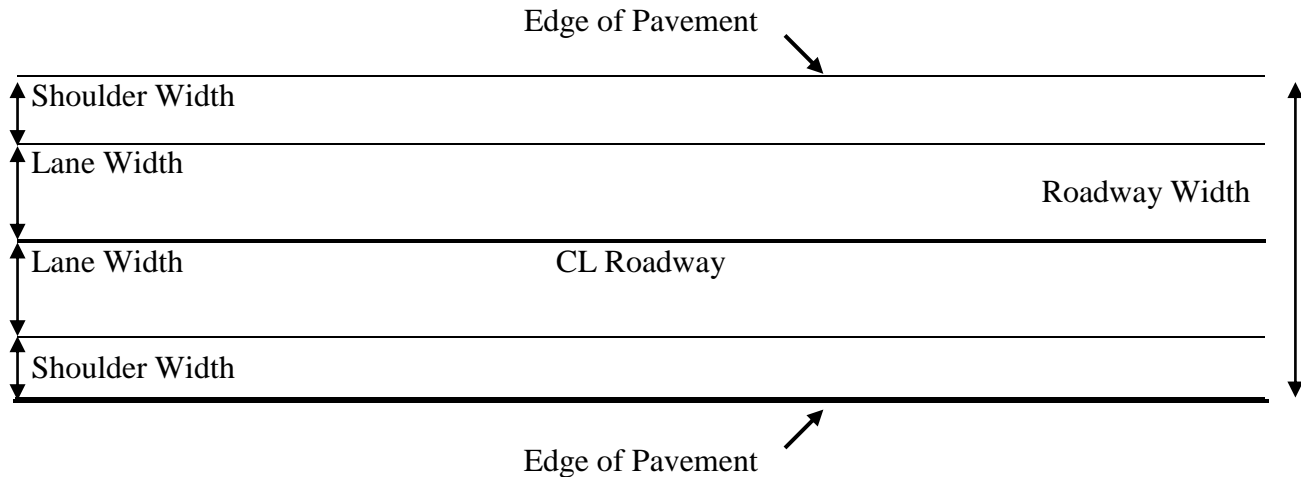 Edge of Pavement
Shoulder Width
Lane Width
Roadway Width
Lane Width CL Roadway
Shoulder Width
Edge of Pavement